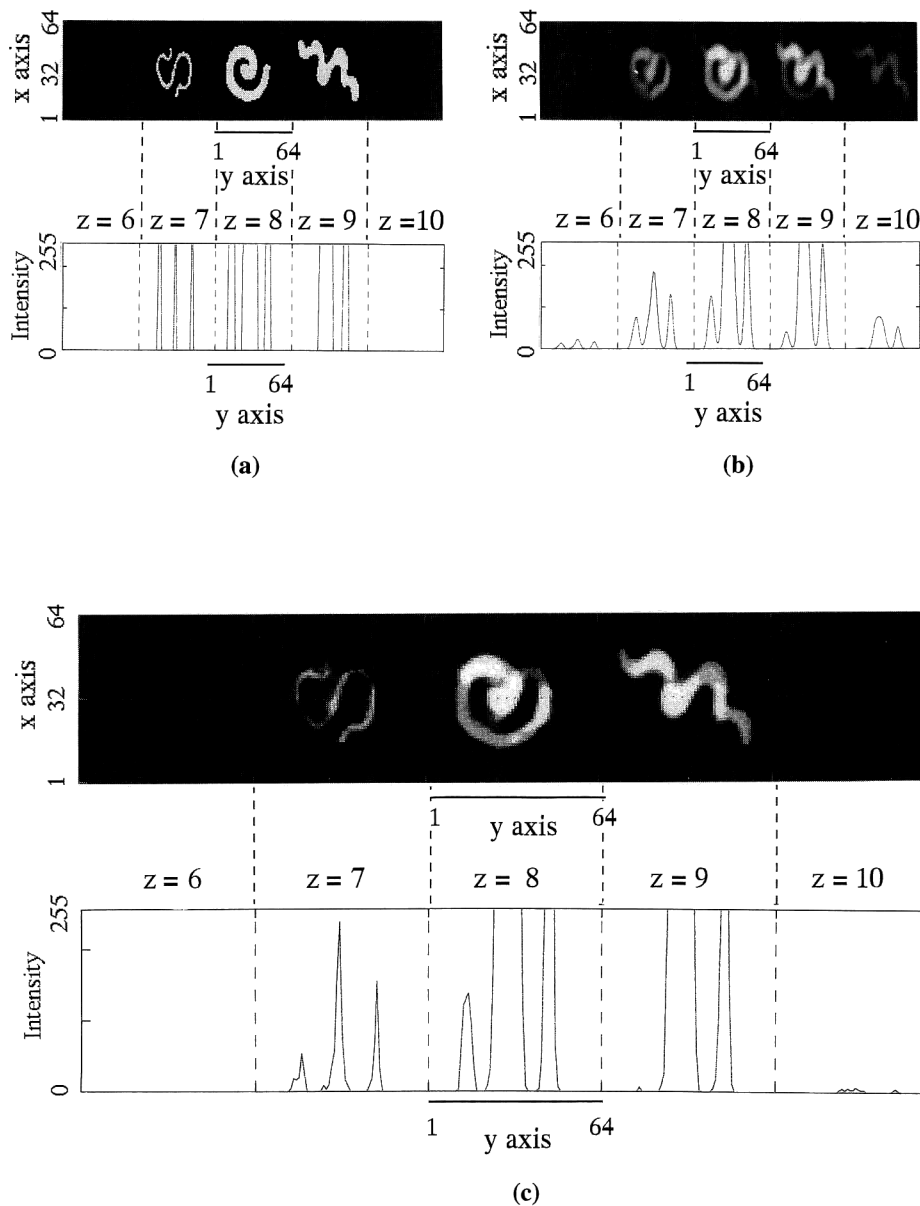 x axis
64
32
1
1 64
y axis
z = 6 z = 7 z = 8 z = 9 z = 10
Intensity
255
0
1 64
y axis
(a)
x axis
64
32
1
1 64
y axis
z = 6 z = 7 z = 8 z = 9 z = 10
Intensity
255
0
1 64
y axis
(b)
x axis
64
32
1
1 y axis 64
z = 6 z = 7 z = 8 z = 9 z = 10
Intensity
255
0
1 y axis 64
(c)